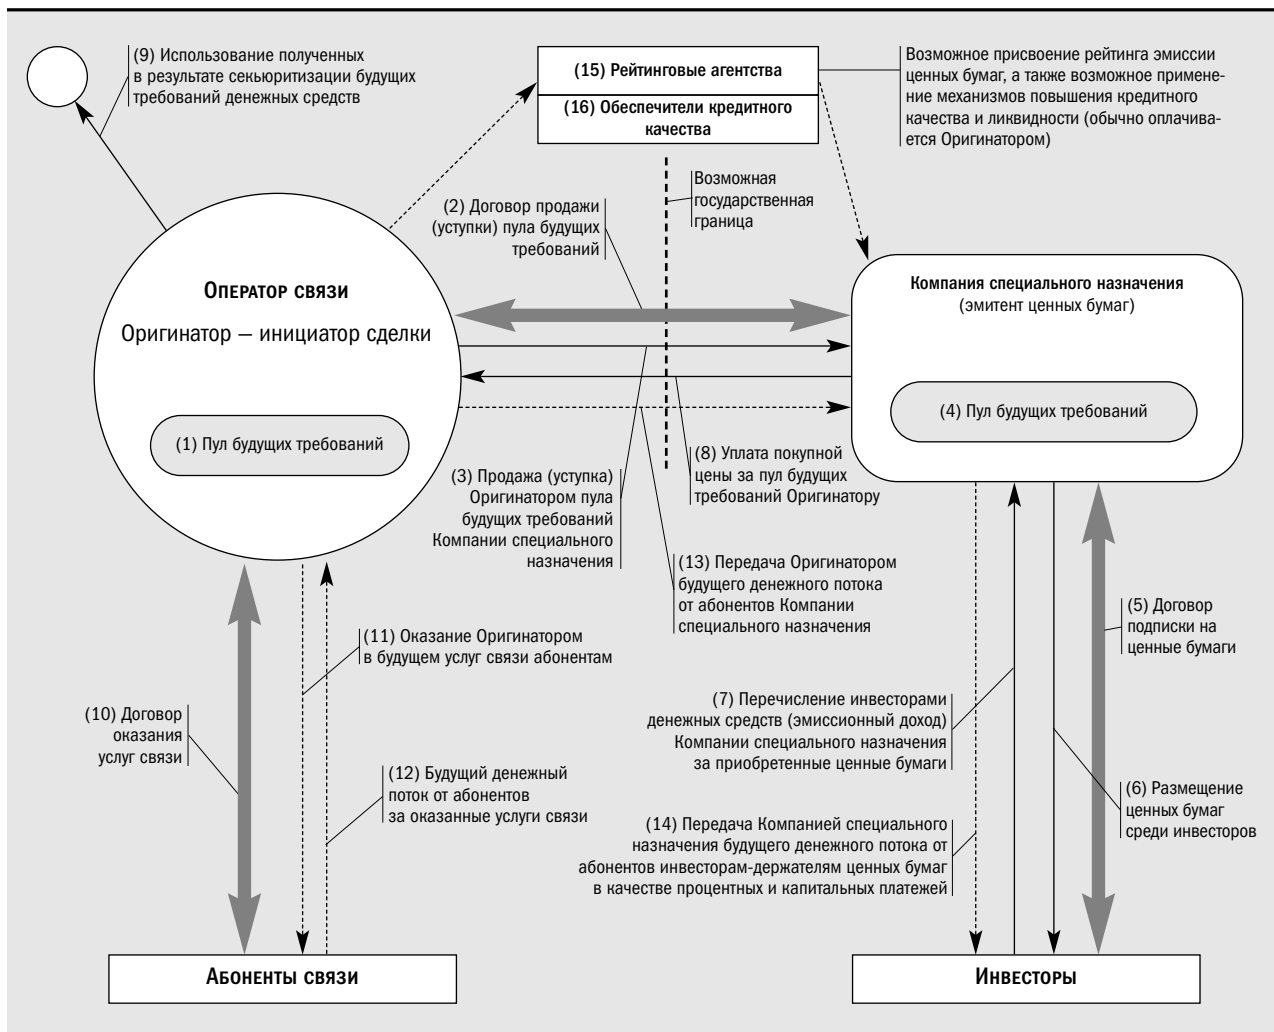 (9) Использование полученных
в результате секьюритизации будущих
требований денежных средств
(15) Рейтинговые агентства
(16) Обеспечители кредитного
качества
Возможное присвоение рейтинга эмиссии
ценных бумаг, а также возможное примене-
ние механизмов повышения кредитного
качества и ликвидности (обычно оплачива-
ется Оригинатором)
Возможная
государственная
граница
(2) Договор продажи
(уступки) пула будущих
требований
ОПЕРАТОР СВЯЗИ
Оригинатор — инициатор сделки
(1) Пул будущих требований
Компания специального назначения
(эмитент ценных бумаг)
(4) Пул будущих требований
(3) Продажа (уступка)
Оригинатором пула
будущих требований
Компании специального
назначения
(8) Уплата покупной
цены за пул будущих
требований Оригинатору
(13) Передача Оригинатором
будущего денежного потока
от абонентов Компании
специального назначения
(11) Оказание Оригинатором
в будущем услуг связи абонентам
(5) Договор
подписки на
ценные бумаги
(10) Договор
оказания
услуг связи
(7) Перечисление инвесторами
денежных средств (эмиссионный доход)
Компании специального назначения
за приобретенные ценные бумаги
(12) Будущий денежный
поток от абонентов
за оказанные услуги связи
(6) Размещение
ценных бумаг
среди инвесторов
(14) Передача Компанией специального
назначения будущего денежного потока от
абонентов инвесторам-держателям ценных бумаг
в качестве процентных и капитальных платежей
АБОНЕНТЫ СВЯЗИ
ИНВЕСТОРЫ